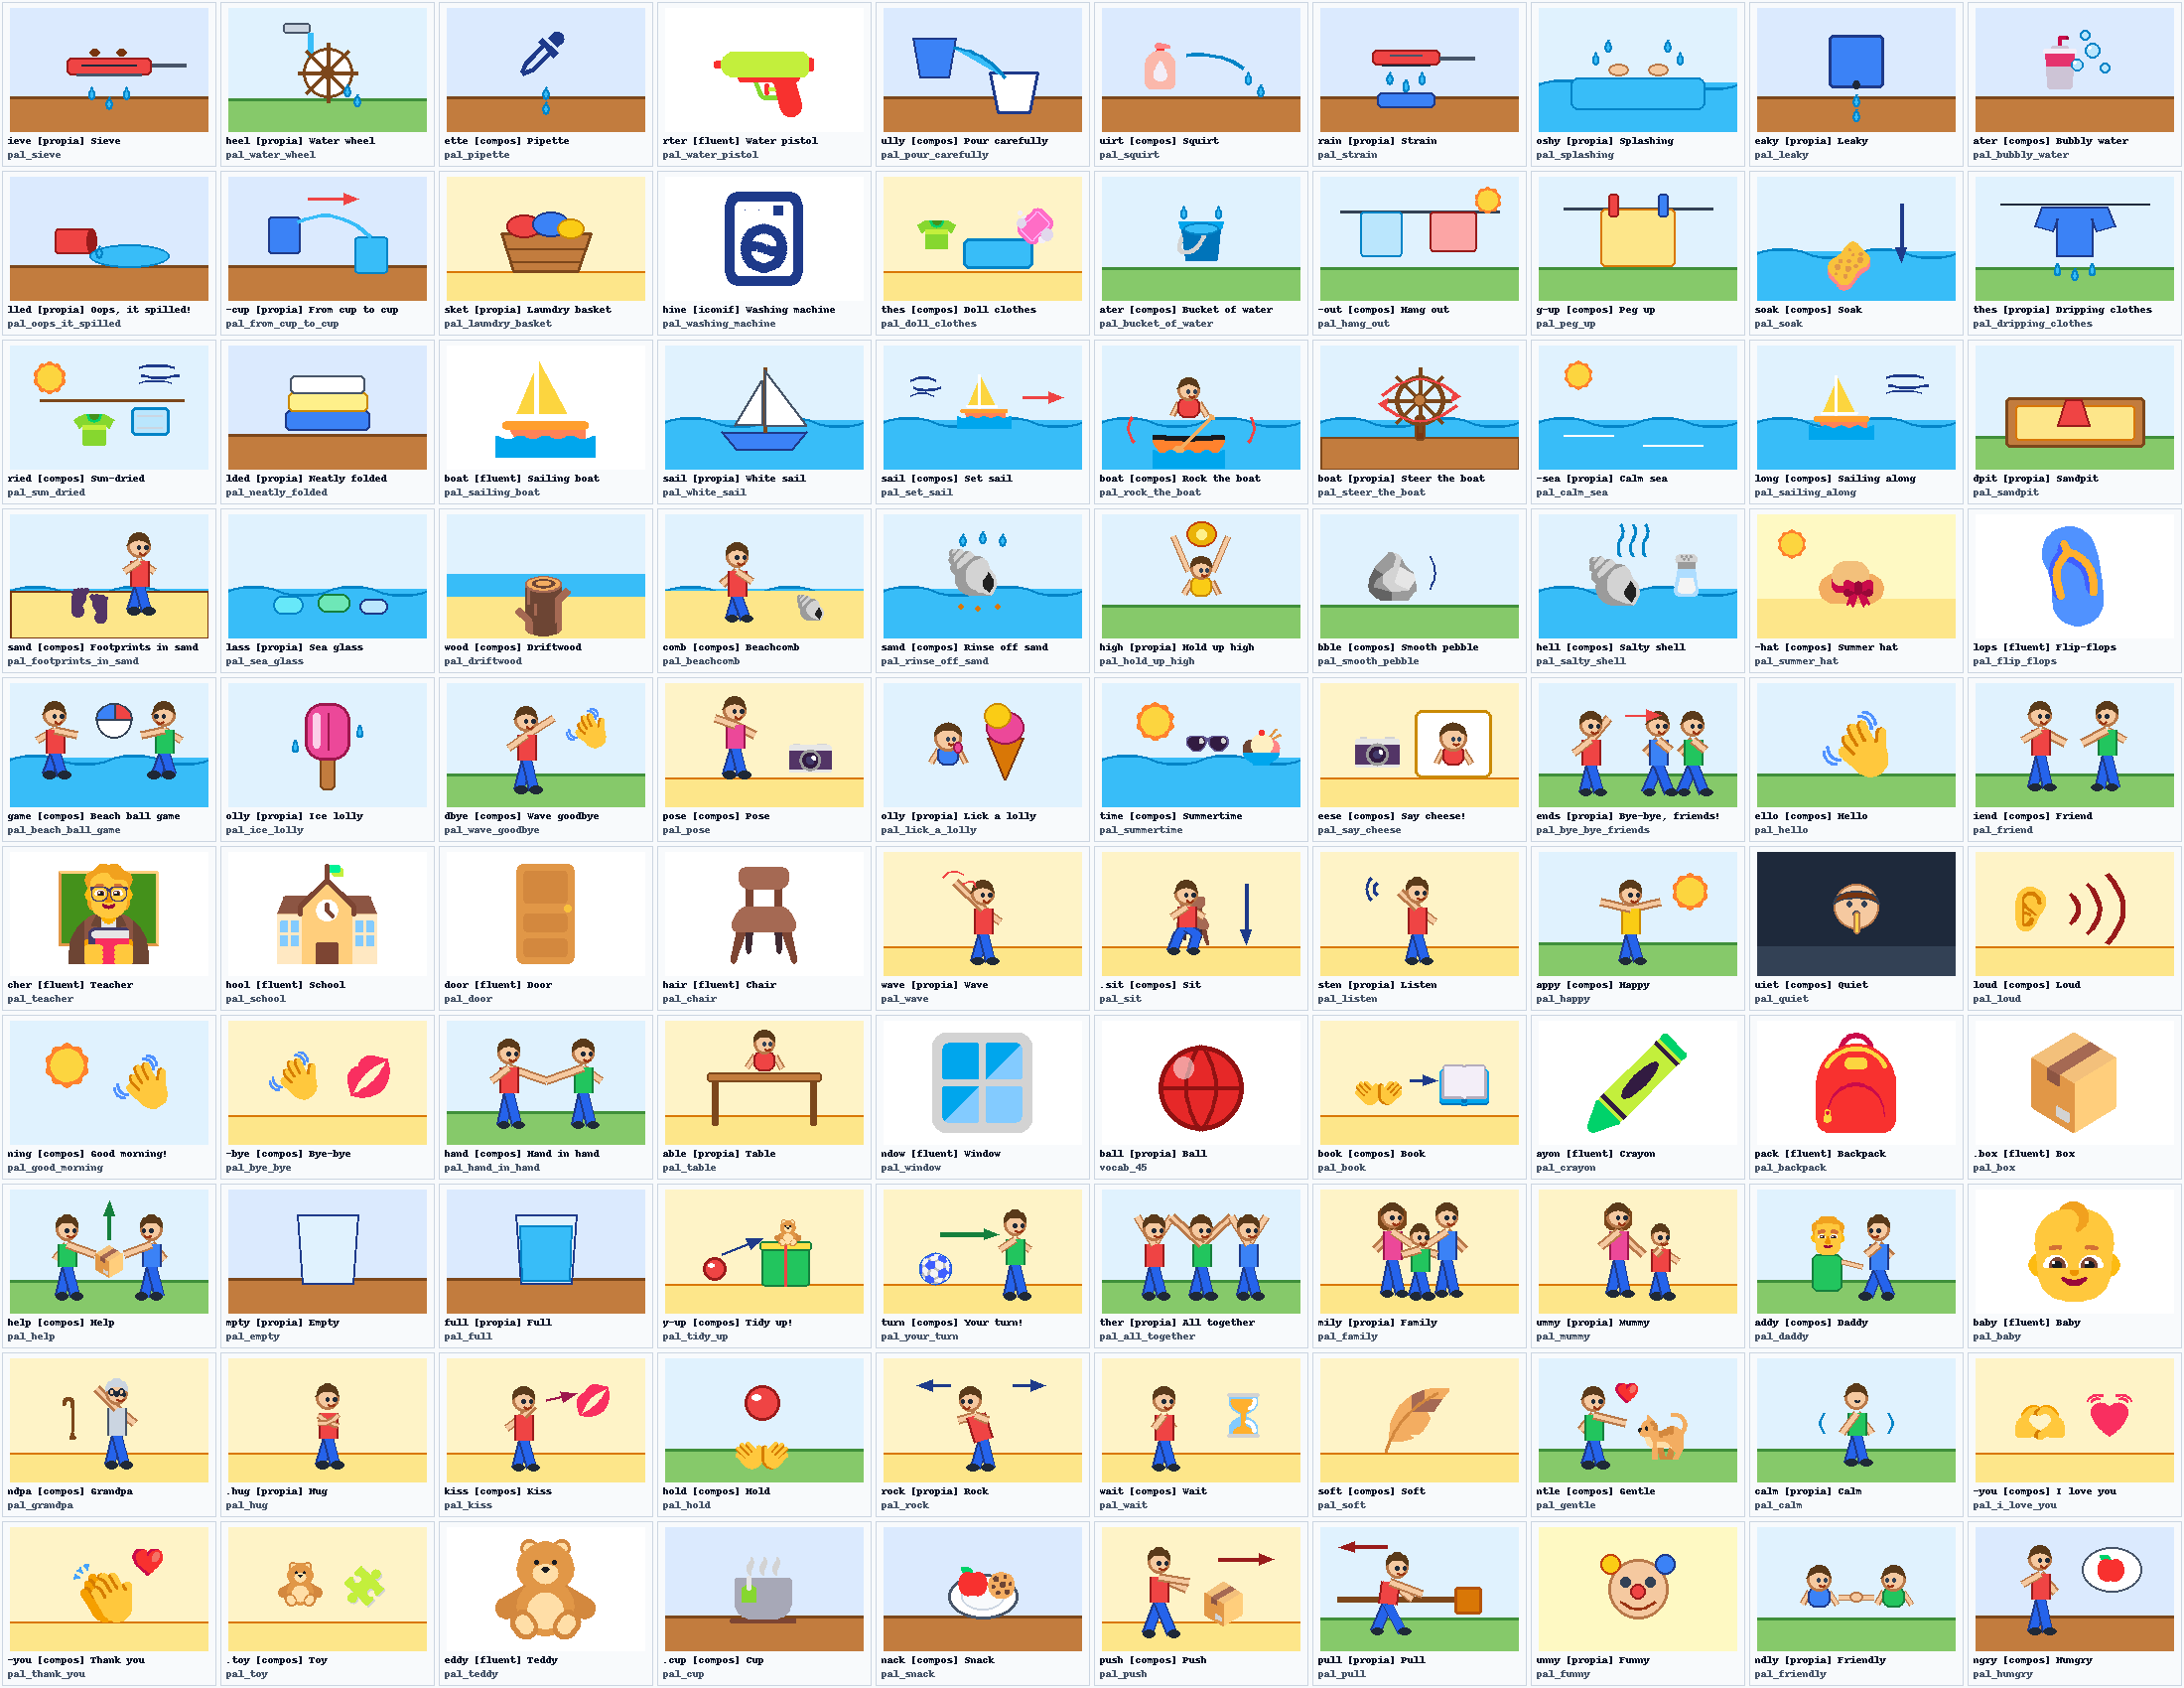 ieve [propia] Sieve
pal_sieve
heel [propia] Water wheel
pal_water_wheel
ette [compos] Pipette
pal_pipette
rter [fluent] Water pistol
pal_water_pistol
ully [compos] Pour carefully
pal_pour_carefully
uirt [compos] Squirt
pal_squirt
rain [propia] Strain
pal_strain
oshy [propia] Splashing
pal_splashing
eaky [propia] Leaky
pal_leaky
ater [compos] Bubbly water
pal_bubbly_water
lled [propia] Oops, it spilled!
pal_oops_it_spilled
-cup [propia] From cup to cup
pal_from_cup_to_cup
sket [propia] Laundry basket
pal_laundry_basket
hine [iconif] Washing machine
pal_washing_machine
thes [compos] Doll clothes
pal_doll_clothes
ater [compos] Bucket of water
pal_bucket_of_water
-out [compos] Hang out
pal_hang_out
g-up [compos] Peg up
pal_peg_up
soak [compos] Soak
pal_soak
thes [propia] Dripping clothes
pal_dripping_clothes
ried [compos] Sun-dried
pal_sun_dried
lded [propia] Neatly folded
pal_neatly_folded
boat [fluent] Sailing boat
pal_sailing_boat
sail [propia] White sail
pal_white_sail
sail [compos] Set sail
pal_set_sail
boat [compos] Rock the boat
pal_rock_the_boat
boat [propia] Steer the boat
pal_steer_the_boat
-sea [propia] Calm sea
pal_calm_sea
long [compos] Sailing along
pal_sailing_along
dpit [propia] Sandpit
pal_sandpit
sand [compos] Footprints in sand
pal_footprints_in_sand
lass [propia] Sea glass
pal_sea_glass
wood [compos] Driftwood
pal_driftwood
comb [compos] Beachcomb
pal_beachcomb
sand [compos] Rinse off sand
pal_rinse_off_sand
high [propia] Hold up high
pal_hold_up_high
bble [compos] Smooth pebble
pal_smooth_pebble
hell [compos] Salty shell
pal_salty_shell
-hat [compos] Summer hat
pal_summer_hat
lops [fluent] Flip-flops
pal_flip_flops
game [compos] Beach ball game
pal_beach_ball_game
olly [propia] Ice lolly
pal_ice_lolly
dbye [compos] Wave goodbye
pal_wave_goodbye
pose [compos] Pose
pal_pose
olly [propia] Lick a lolly
pal_lick_a_lolly
time [compos] Summertime
pal_summertime
eese [compos] Say cheese!
pal_say_cheese
ends [propia] Bye-bye, friends!
pal_bye_bye_friends
ello [compos] Hello
pal_hello
iend [compos] Friend
pal_friend
cher [fluent] Teacher
pal_teacher
hool [fluent] School
pal_school
door [fluent] Door
pal_door
hair [fluent] Chair
pal_chair
wave [propia] Wave
pal_wave
.sit [compos] Sit
pal_sit
sten [propia] Listen
pal_listen
appy [compos] Happy
pal_happy
uiet [compos] Quiet
pal_quiet
loud [compos] Loud
pal_loud
ning [compos] Good morning!
pal_good_morning
-bye [compos] Bye-bye
pal_bye_bye
hand [compos] Hand in hand
pal_hand_in_hand
able [propia] Table
pal_table
ndow [fluent] Window
pal_window
ball [propia] Ball
vocab_45
book [compos] Book
pal_book
ayon [fluent] Crayon
pal_crayon
pack [fluent] Backpack
pal_backpack
.box [fluent] Box
pal_box
help [compos] Help
pal_help
mpty [propia] Empty
pal_empty
full [propia] Full
pal_full
y-up [compos] Tidy up!
pal_tidy_up
turn [compos] Your turn!
pal_your_turn
ther [propia] All together
pal_all_together
mily [propia] Family
pal_family
ummy [propia] Mummy
pal_mummy
addy [compos] Daddy
pal_daddy
baby [fluent] Baby
pal_baby
ndpa [compos] Grandpa
pal_grandpa
.hug [propia] Hug
pal_hug
kiss [compos] Kiss
pal_kiss
hold [compos] Hold
pal_hold
rock [propia] Rock
pal_rock
wait [compos] Wait
pal_wait
soft [compos] Soft
pal_soft
ntle [compos] Gentle
pal_gentle
calm [propia] Calm
pal_calm
-you [compos] I love you
pal_i_love_you
-you [compos] Thank you
pal_thank_you
.toy [compos] Toy
pal_toy
eddy [fluent] Teddy
pal_teddy
.cup [compos] Cup
pal_cup
nack [compos] Snack
pal_snack
push [compos] Push
pal_push
pull [propia] Pull
pal_pull
unny [propia] Funny
pal_funny
ndly [propia] Friendly
pal_friendly
ngry [compos] Hungry
pal_hungry